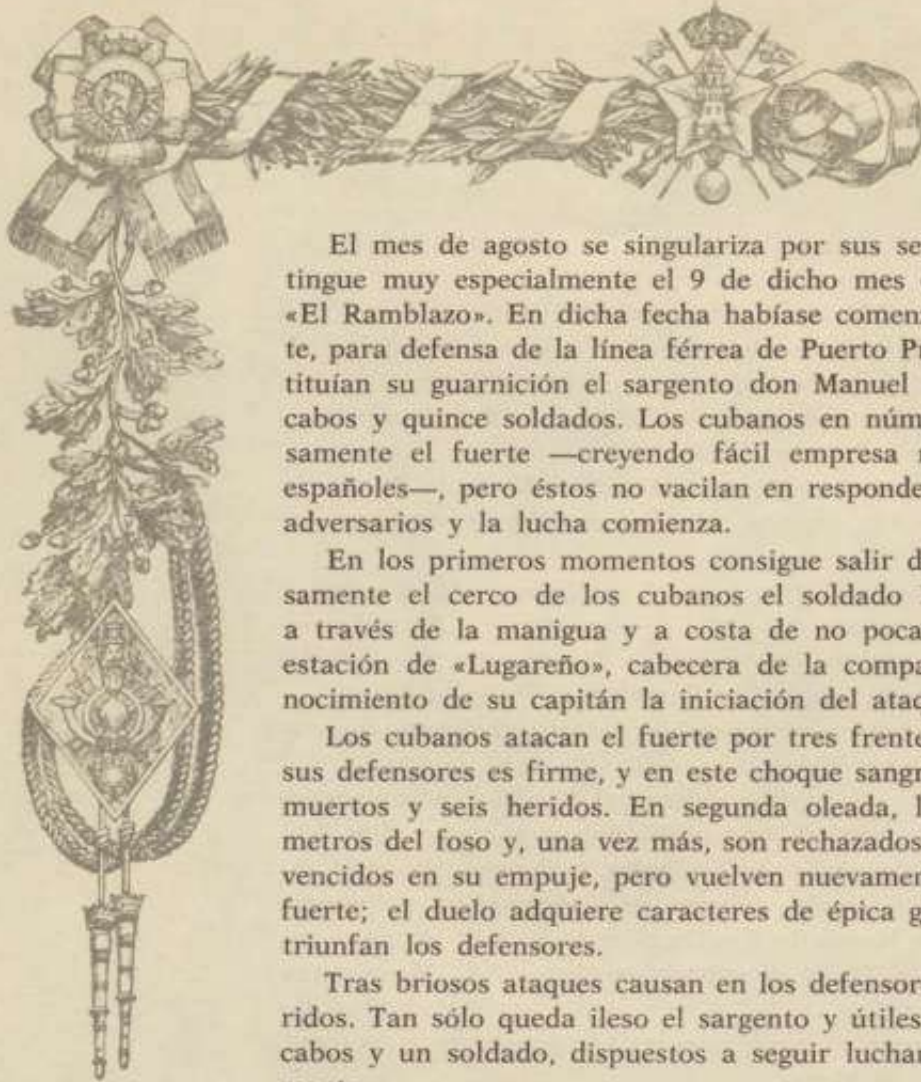 El mes de agosto se singulariza por sus se
tingue muy especialmente el 9 de dicho mes
«El Ramblazo». En dicha fecha habíase comen
te, para defensa de la línea férrea de Puerto Pr
tituían su guarnición el sargento don Manuel
cabos y quince soldados. Los cubanos en núm
samente el fuerte —creyendo fácil empresa
españoles—, pero éstos no vacilan en responde
adversarios y la lucha comienza.
En los primeros momentos consigue salir d
samente el cerco de los cubanos el soldado
a través de la manigua y a costa de no poca
estación de «Lugareño», cabecera de la compa
nocimiento de su capitán la iniciación del atac
Los cubanos atacan el fuerte por tres frente
sus defensores es firme, y en este choque sangr
muertos y seis heridos. En segunda oleada, l
metros del foso y, una vez más, son rechazados
vencidos en su empuje, pero vuelven nuevamen
fuerte; el duelo adquiere caracteres de épica g
triunfan los defensores.
Tras briosos ataques causan en los defensor
ridos. Tan sólo queda ileso el sargento y útiles
cabos y un soldado, dispuestos a seguir luchar